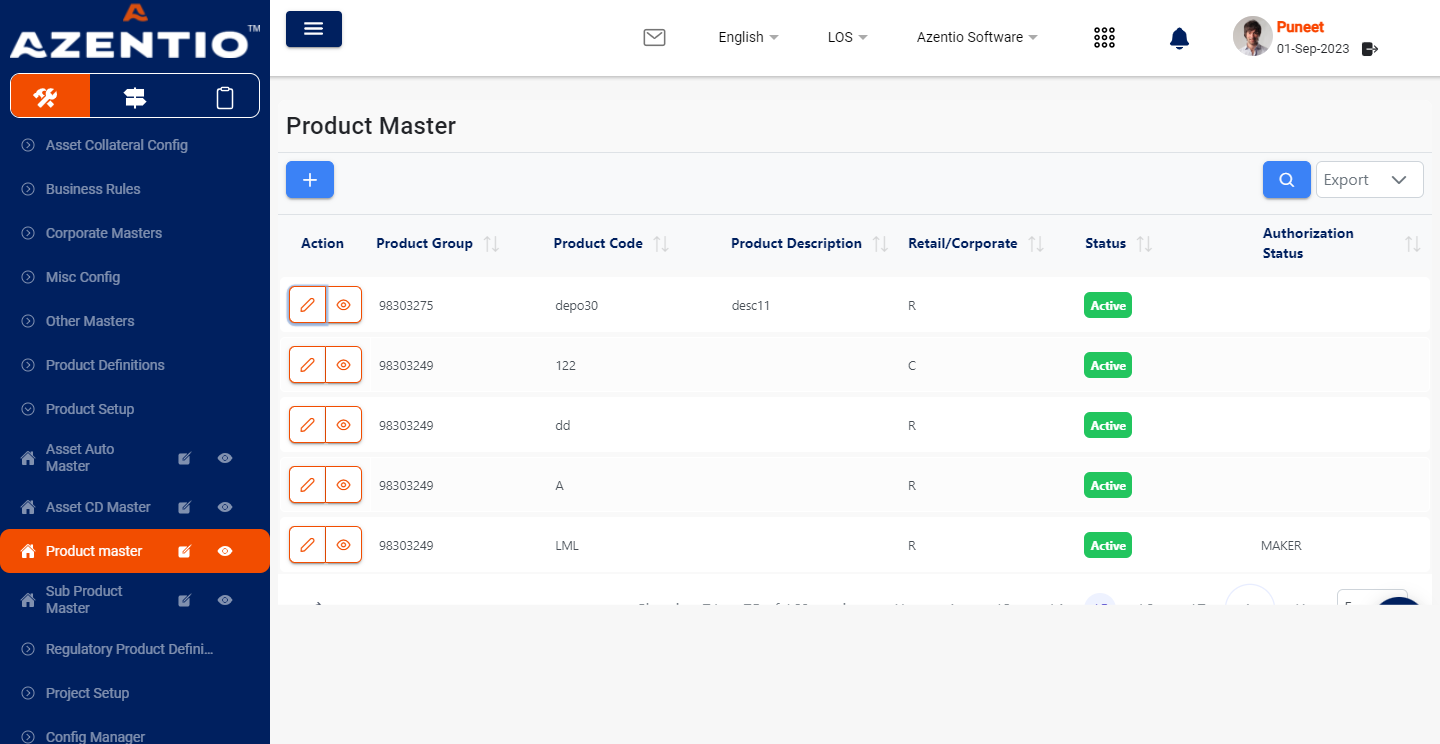 AZENTIO™
English
LOS
Azentio Software
Puneet
01-Sep-2023
Asset Collateral Config
Business Rules
Corporate Masters
Misc Config
Other Masters
Product Definitions
Product Setup
Asset Auto
Master
Asset CD Master
Product master
Sub Product
Master
Regulatory Product Defini...
Project Setup
Config Manager
Product Master
Export
Action Product Group Product Code Product Description Retail/Corporate Status Authorization
Status
98303275 depo30 desc11 R Active
98303249 122 C Active
98303249 dd R Active
98303249 A R Active
98303249 LML R Active MAKER